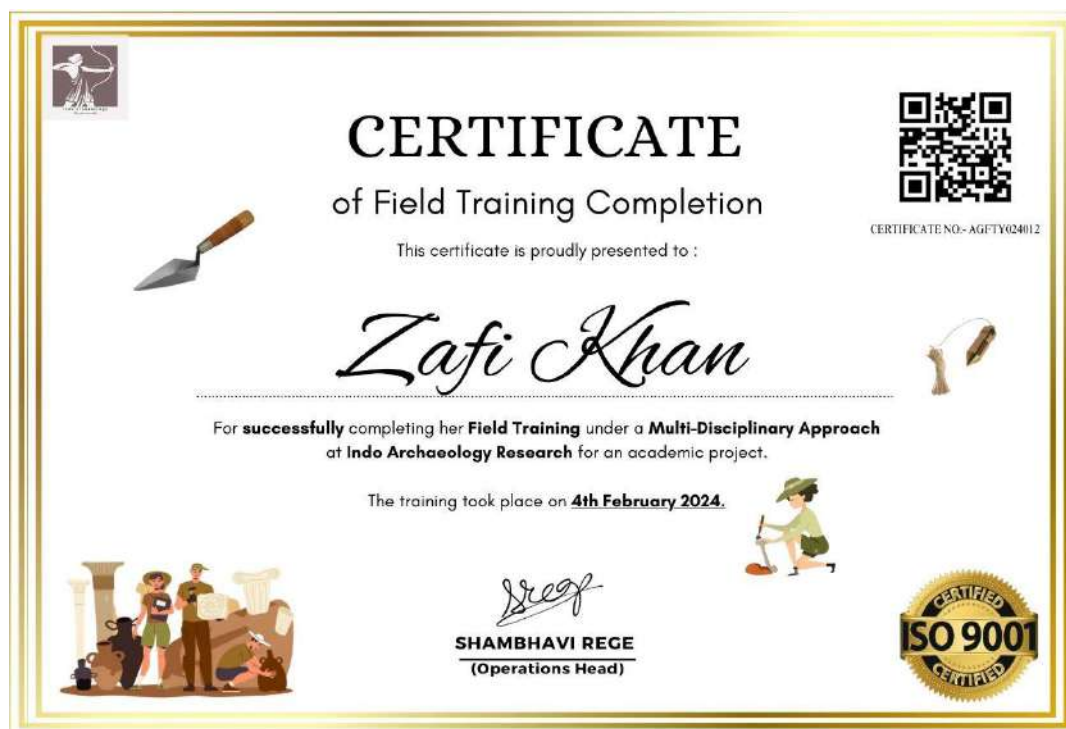 CERTIFICATE
of Field Training Completion
This certificate is proudly presented to :
CERTIFICATE NO:- AGFTY024012
Zafi Khan
For successfully completing her Field Training under a Multi-Disciplinary Approach
at Indo Archaeology Research for an academic project.
The training took place on 4th February 2024.
SHAMBHAVI REGE
(Operations Head)
CERTIFIED
ISO 9001
CERTIFIED